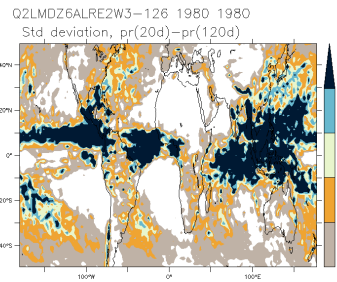 Q2LMDZ6ALRE2W3-126 1980 1980
Std deviation, pr(20d)-pr(120d)
40°N
20°N
0°
20°S
40°S
100°W
0°
100°E